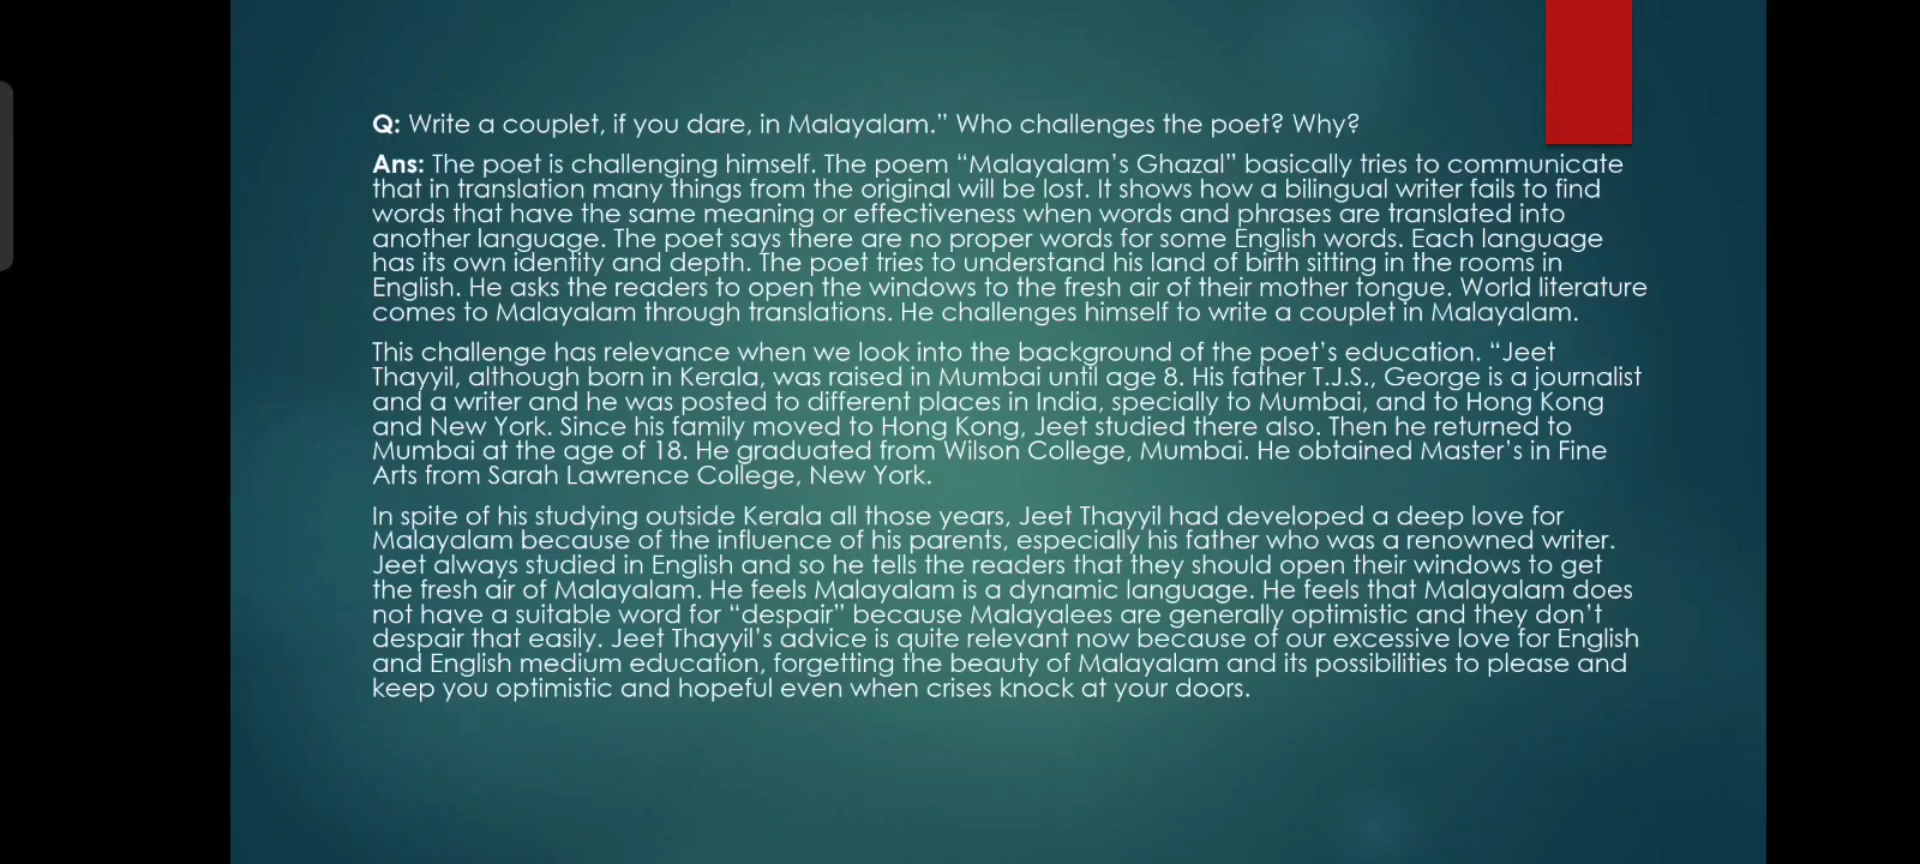 Q: Write a couplet, if you dare, in Malayalam.” Who challenges the poet? Why?
Ans: The poet is challenging himself. The poem “Malayalam’s Ghazal” basically tries to communicate
that in translation many things from the original will be lost. It shows how a bilingual writer fails to find
words that have the same meaning or effectiveness when words and phrases are translated into
another language. The poet says there are no proper words for some English words. Each language
has its own identity and depth. The poet tries to understand his land of birth sitting in the rooms in
English. He asks the readers to open the windows to the fresh air of their mother tongue. World literature
comes to Malayalam through translations. He challenges himself to write a couplet in Malayalam.
This challenge has relevance when we look into the background of the poet’s education. “Jeet
Thayyil, although born in Kerala, was raised in Mumbai until age 8. His father T.J.S., George is a journalist
and a writer and he was posted to different places in India, specially to Mumbai, and to Hong Kong
and New York. Since his family moved to Hong Kong, Jeet studied there also. Then he returned to
Mumbai at the age of 18. He graduated from Wilson College, Mumbai. He obtained Master’s in Fine
Arts from Sarah Lawrence College, New York.
In spite of his studying outside Kerala all those years, Jeet Thayyil had developed a deep love for
Malayalam because of the influence of his parents, especially his father who was a renowned writer.
Jeet always studied in English and so he tells the readers that they should open their windows to get
the fresh air of Malayalam. He feels Malayalam is a dynamic language. He feels that Malayalam does
not have a suitable word for “despair” because Malayalees are generally optimistic and they don’t
despair that easily. Jeet Thayyil’s advice is quite relevant now because of our excessive love for English
and English medium education, forgetting the beauty of Malayalam and its possibilities to please and
keep you optimistic and hopeful even when crises knock at your doors.